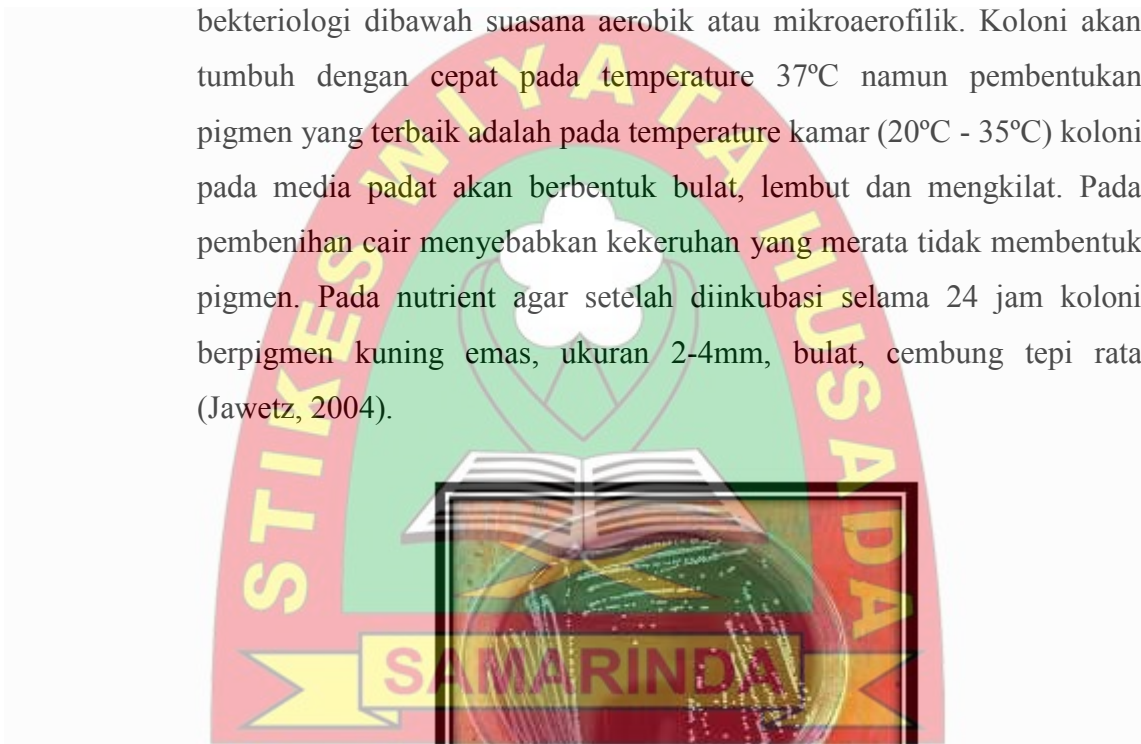 bekteriologi dibawah suasana aerobik atau mikroaerofilik. Koloni akan
tumbuh dengan cepat pada temperature 37ºC namun pembentukan
pigmen yang terbaik adalah pada temperature kamar (20ºC - 35ºC) koloni
pada media padat akan berbentuk bulat, lembut dan mengkilat. Pada
pembenihan cair menyebabkan kekeruhan yang merata tidak membentuk
pigmen. Pada nutrient agar setelah diinkubasi selama 24 jam koloni
berpigmen kuning emas, ukuran 2-4mm, bulat, cembung tepi rata
(Jawetz, 2004).
STIKES WIYATA HUSADA
SAMARINDA